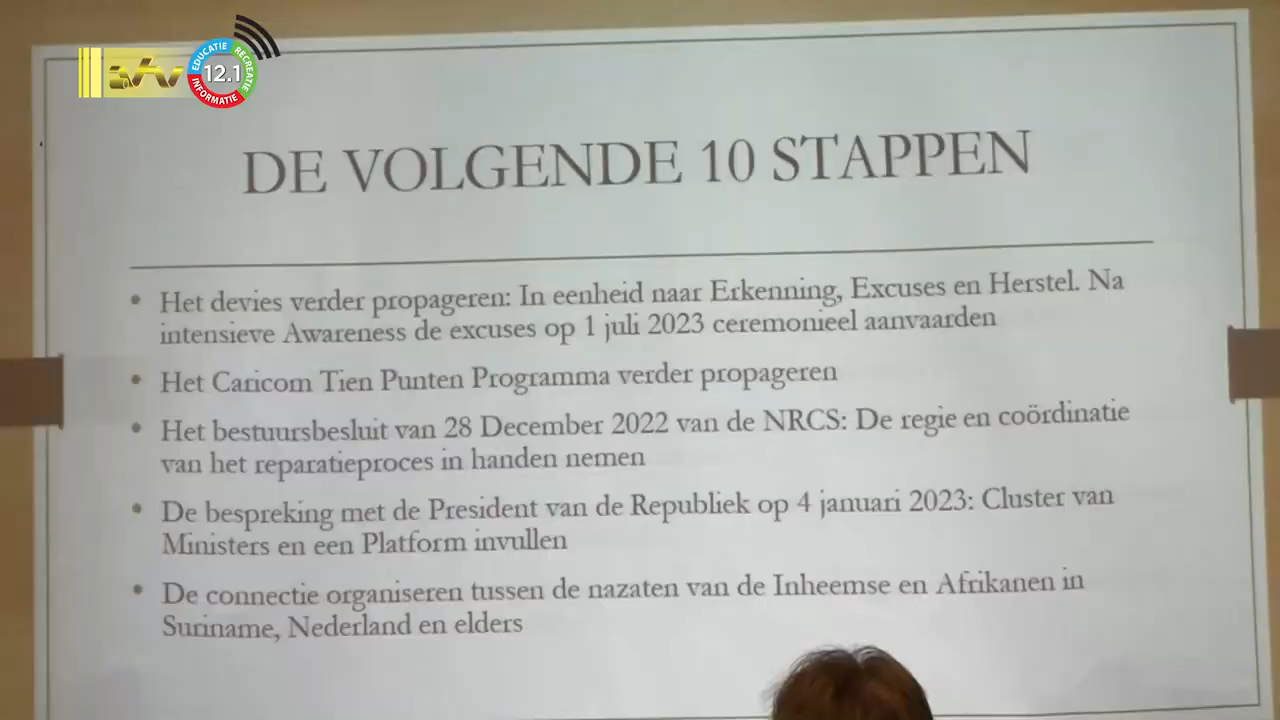 EDUCATIE
RECREATIE
INFORMATIE
12.1
DE VOLGENDE 10 STAPPEN
• Het devies verder propageren: In eenheid naar Erkenning, Excuses en Herstel. Na
intensieve Awareness de excuses op 1 juli 2023 ceremonieel aanvaarden
• Het Caricom Tien Punten Programma verder propageren
• Het bestuursbesluit van 28 December 2022 van de NRCS: De regie en coördinatie
van het reparatieproces in handen nemen
• De bespreking met de President van de Republiek op 4 januari 2023: Cluster van
Ministers en een Platform invullen
• De connectie organiseren tussen de nazaten van de Inheemse en Afrikanen in
Suriname, Nederland en elders